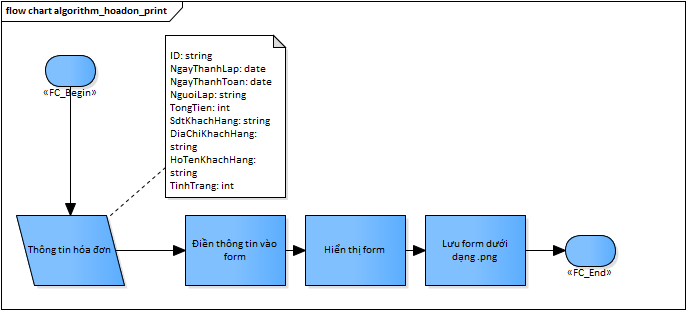 flow chart algorithm_hoadon_print
ID: string
NgayThanhLap: date
NgayThanhToan: date
NguoiLap: string
TongTien: int
SdtKhachHang: string
DiaChiKhachHang:
string
HoTenKhachHang:
string
TinhTrang: int
«FC_Begin»
Thông tin hóa đơn
Điền thông tin vào
form
Hiển thị form
Lưu form dưới
dạng .png
«FC_End»